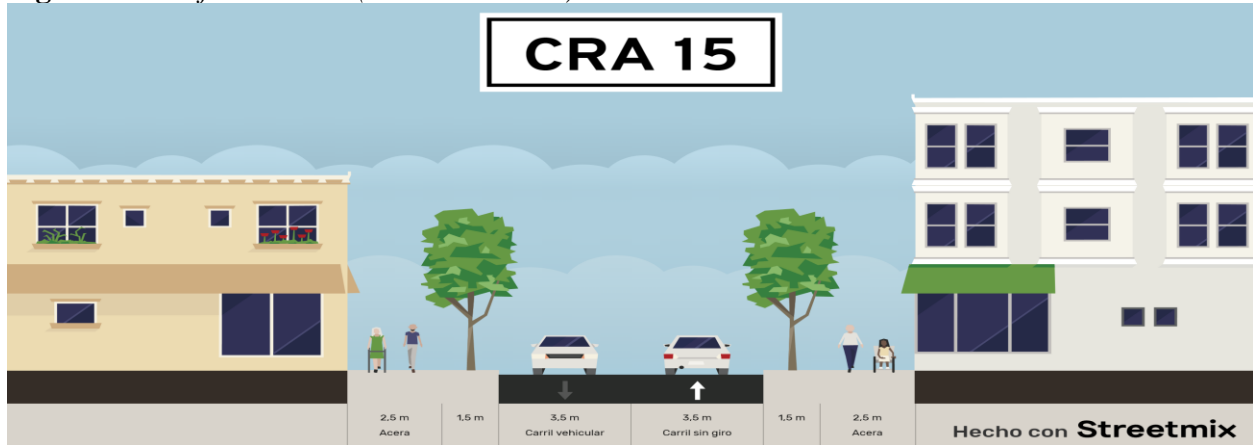 CRA 15
2,5 m
Acera
1,5 m
3,5 m
Carril vehicular
3,5 m
Carril sin giro
1,5 m
2,5 m
Acera
Hecho con Streetmix